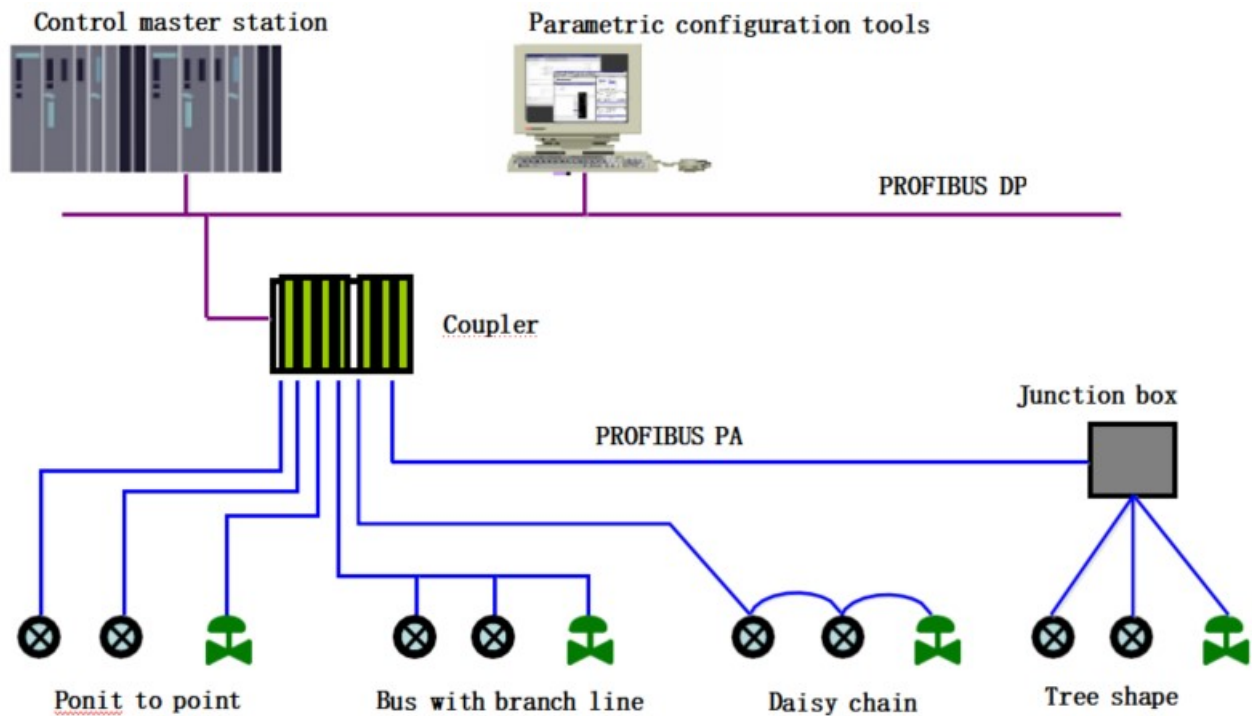 Control master station
Parametric configuration tools
PROFIBUS DP
Coupler
Junction box
PROFIBUS PA
Ponit to point
Bus with branch line
Daisy chain
Tree shape